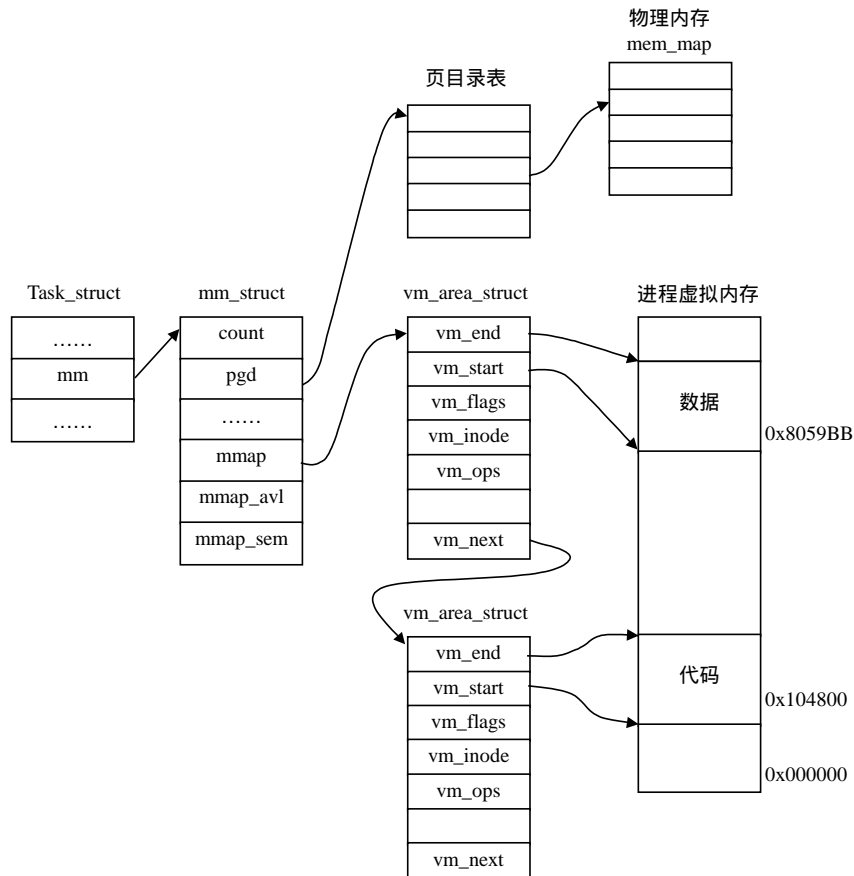 物理内存
mem_map
页目录表
Task_struct
……
mm
……
mm_struct
count
pgd
……
mmap
mmap_avl
mmap_sem
vm_area_struct
vm_end
vm_start
vm_flags
vm_inode
vm_ops
vm_next
vm_area_struct
vm_end
vm_start
vm_flags
vm_inode
vm_ops
vm_next
进程虚拟内存
数据
0x8059BB
代码
0x104800
0x000000